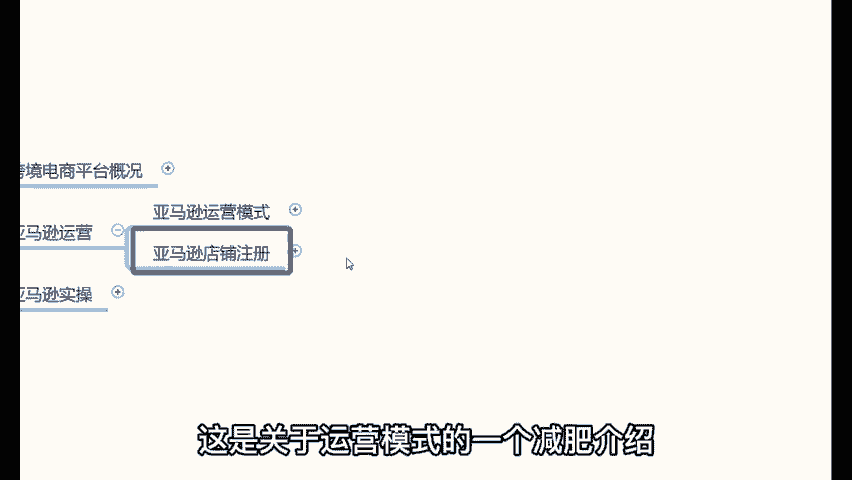 跨境电商平台概况
亚马逊运营模式
亚马逊运营
亚马逊店铺注册
亚马逊实操
这是关于运营模式的一个减肥介绍